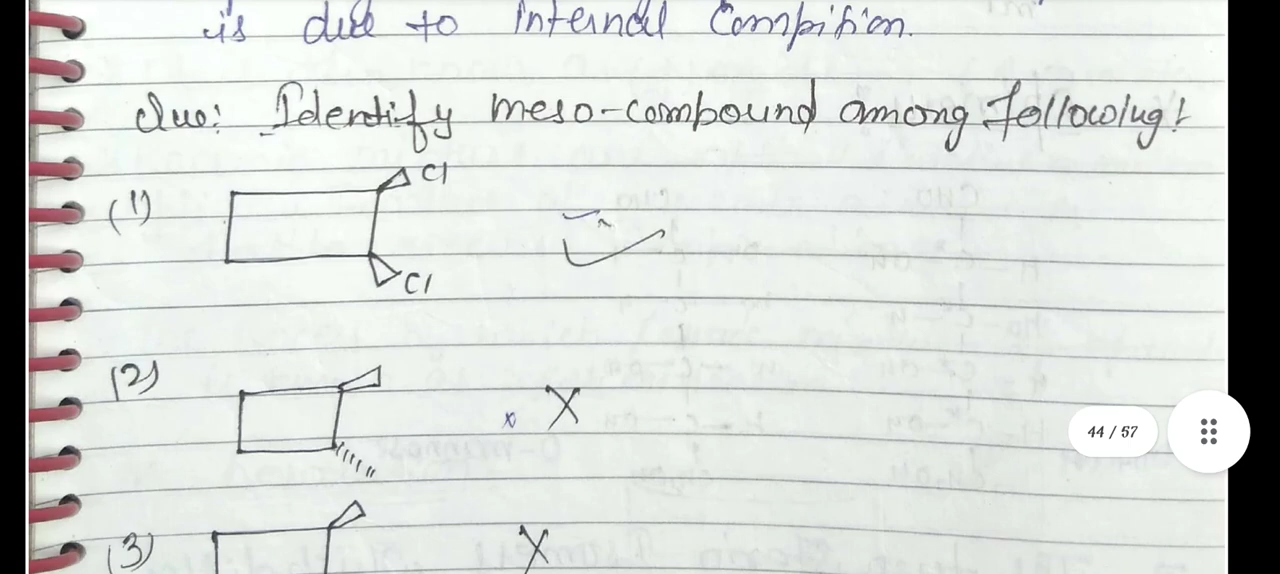 is due to Internal Compition.
Que: Identify meso-compound among following!
(1)
Cl
Cl
(2)
x X
44 / 57
(3)
X